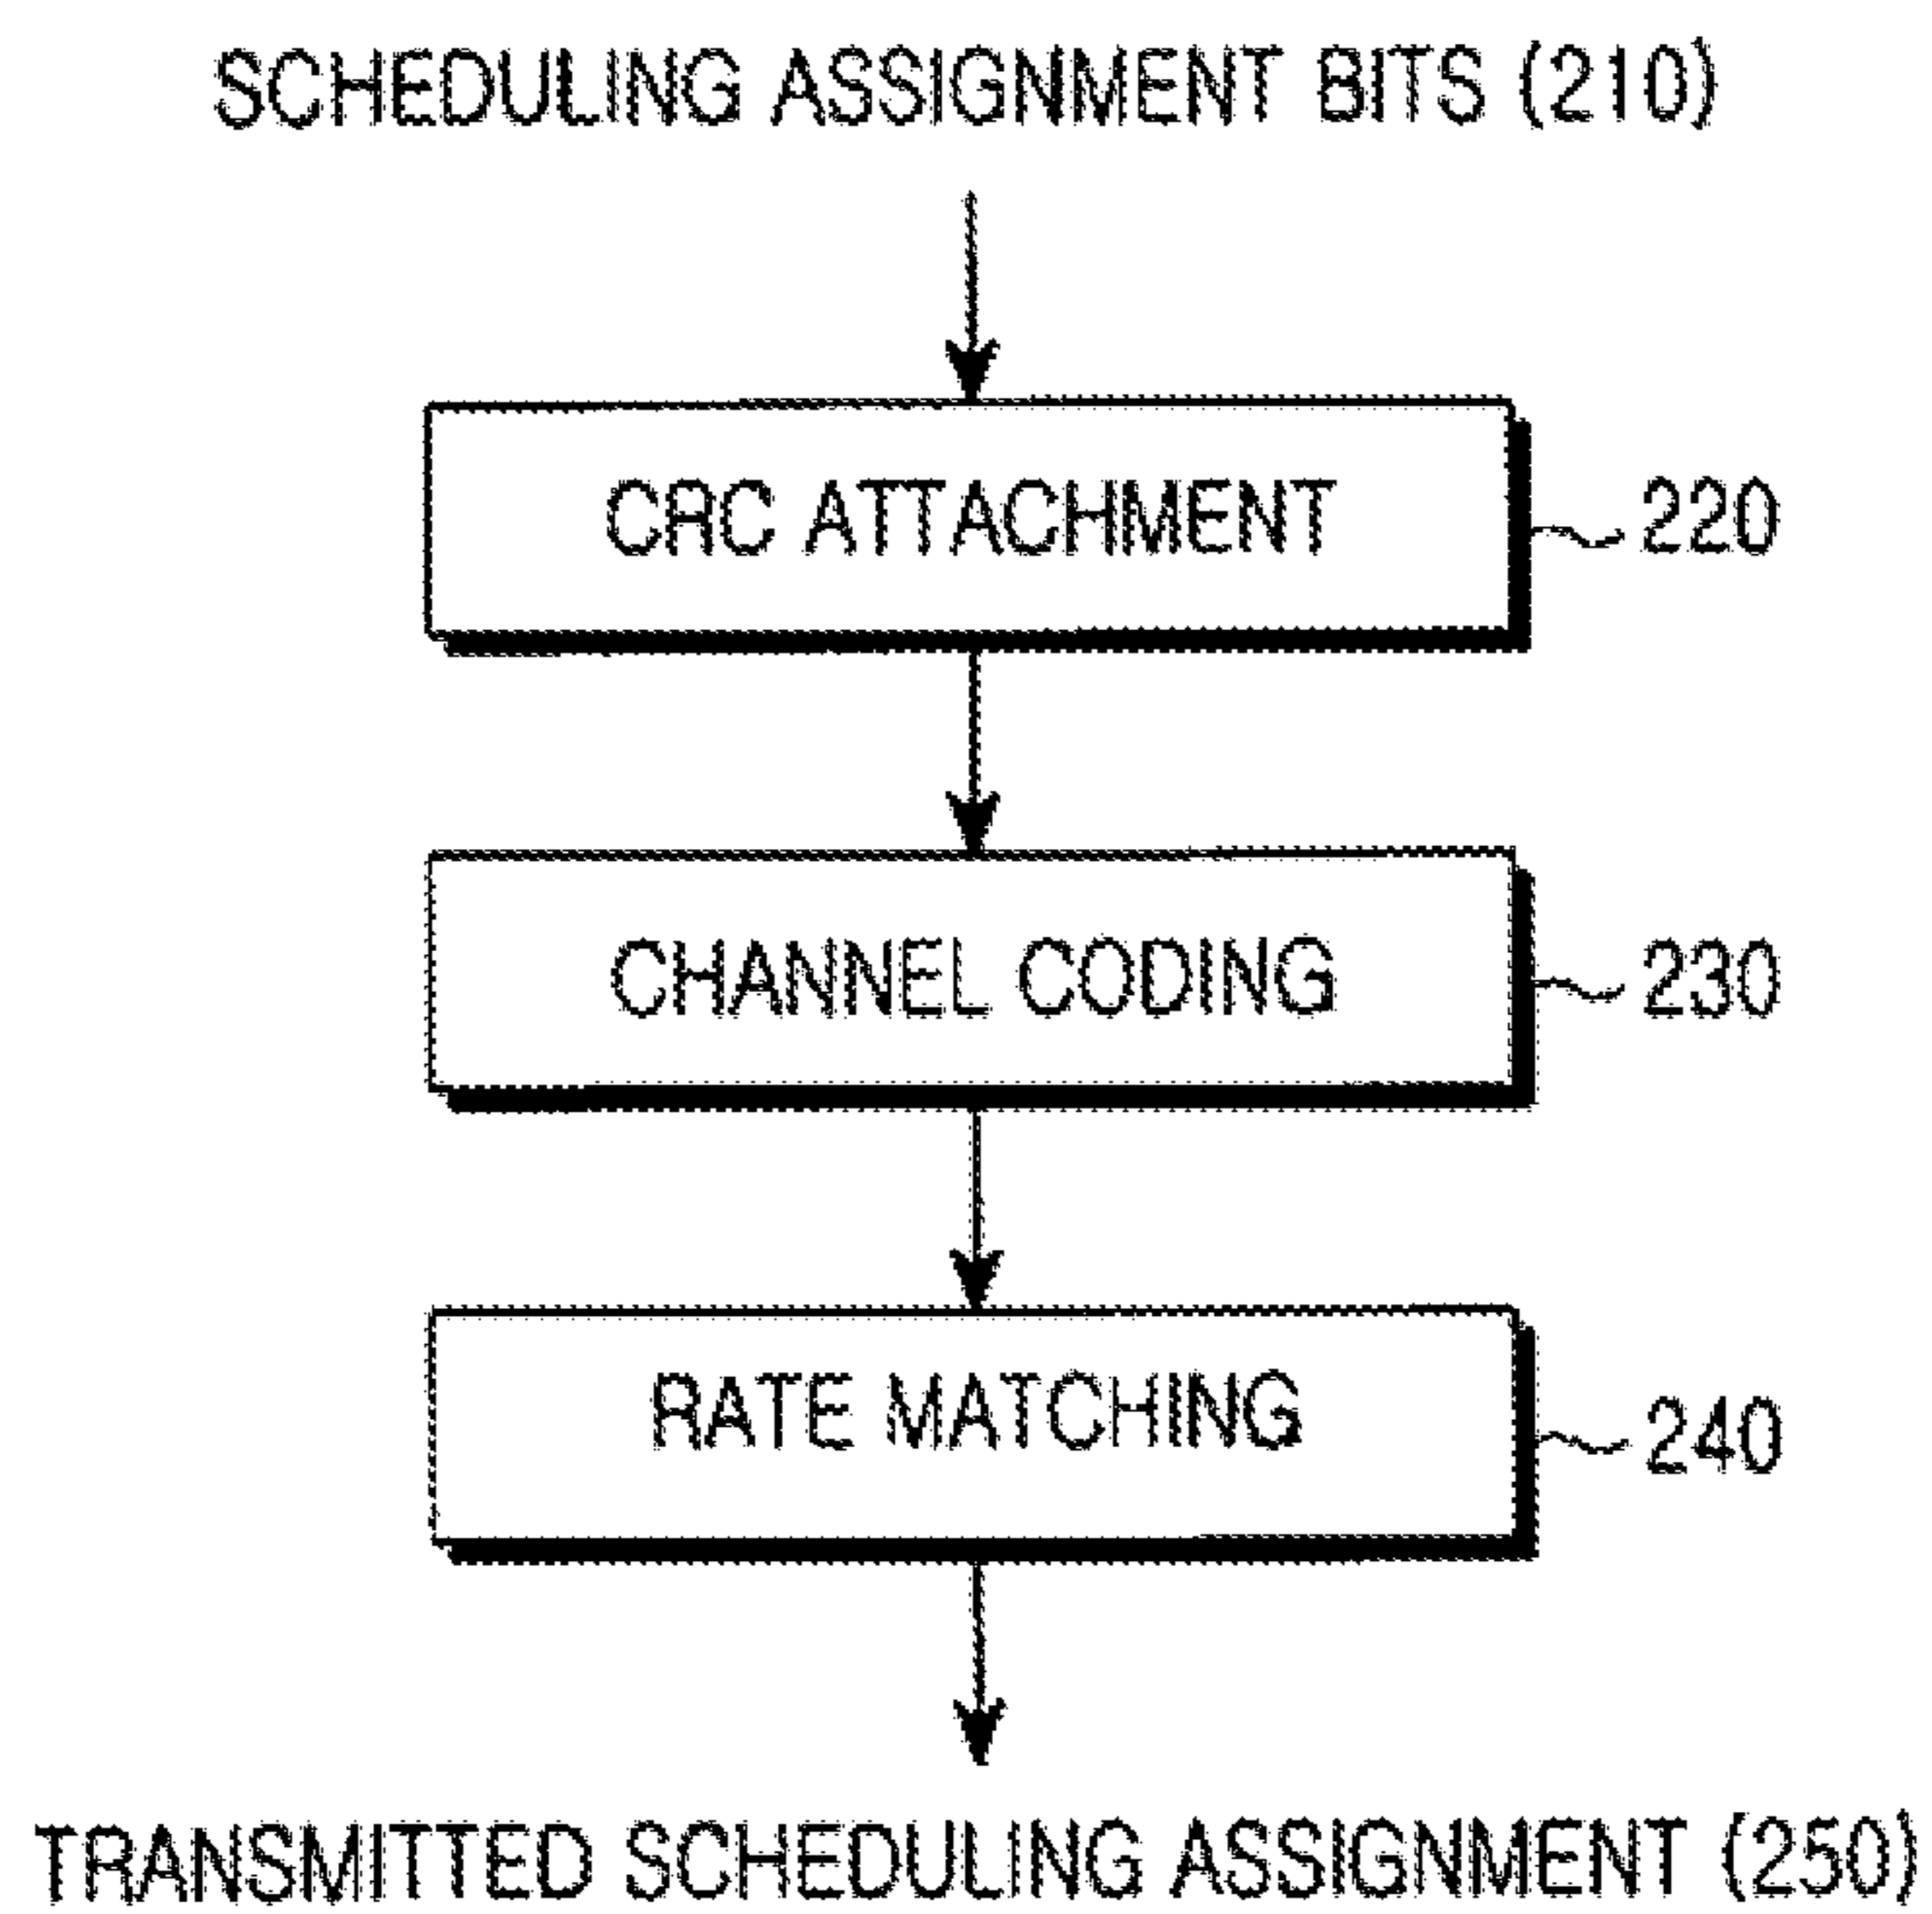 SCHEDULING ASSIGNMENT BITS (210)
CRC ATTACHMENT
220
CHANNEL CODING
230
RATE MATCHING
240
TRANSMITTED SCHEDULING ASSIGNMENT (250)